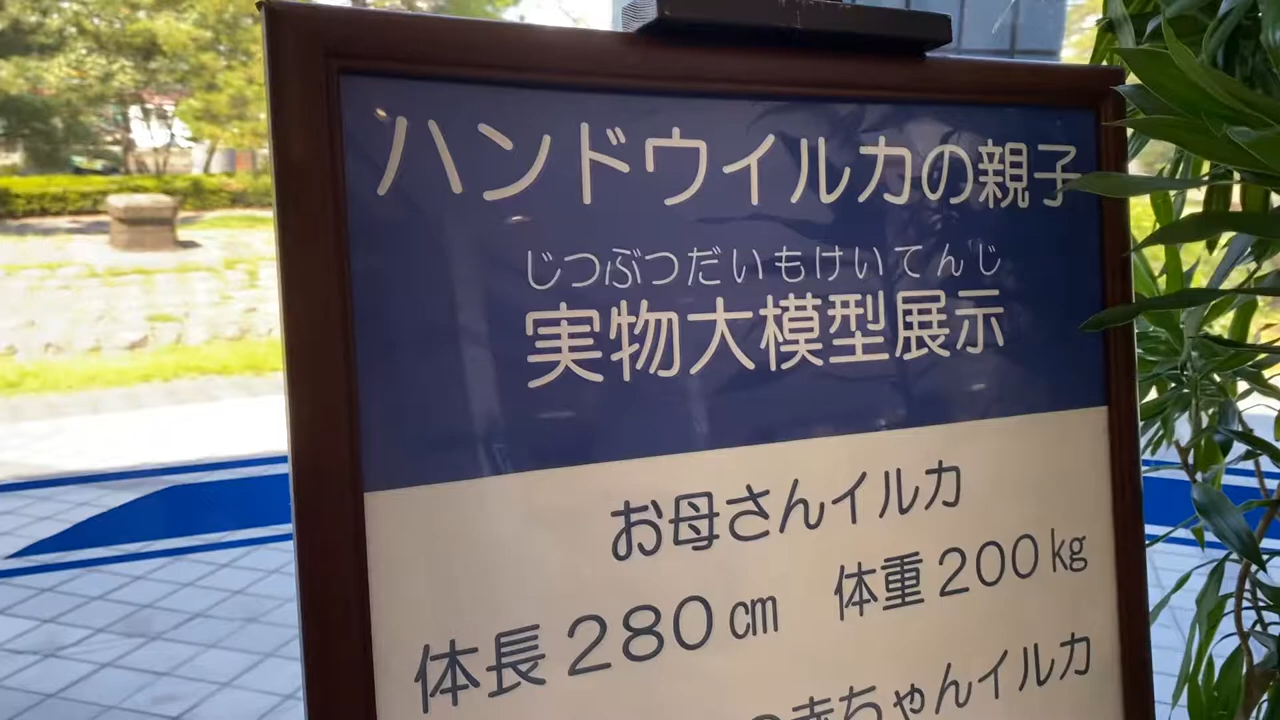 ハンドウイルカの親子
じつぶつだいもけいてんじ
実物大模型展示
お母さんイルカ
体長280㎝ 体重200㎏
赤ちゃんイルカ